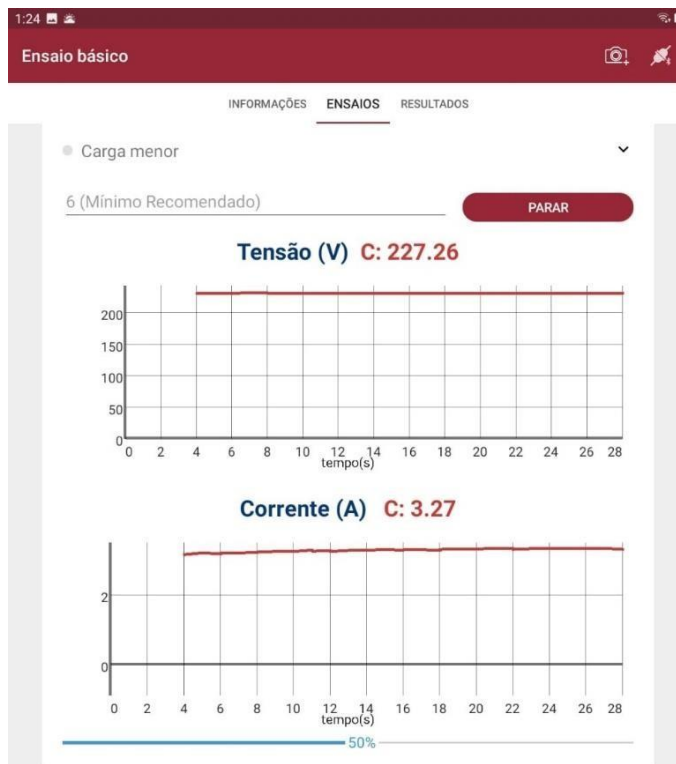 1:24
Ensaio básico
INFORMAÇÕES ENSAIOS RESULTADOS
Carga menor
6 (Mínimo Recomendado)
PARAR
Tensão (V) C: 227.26
200
150
100
50
0
0 2 4 6 8 10 12 14 16 18 20 22 24 26 28
tempo(s)
Corrente (A) C: 3.27
2
0
0 2 4 6 8 10 12 14 16 18 20 22 24 26 28
tempo(s)
50%